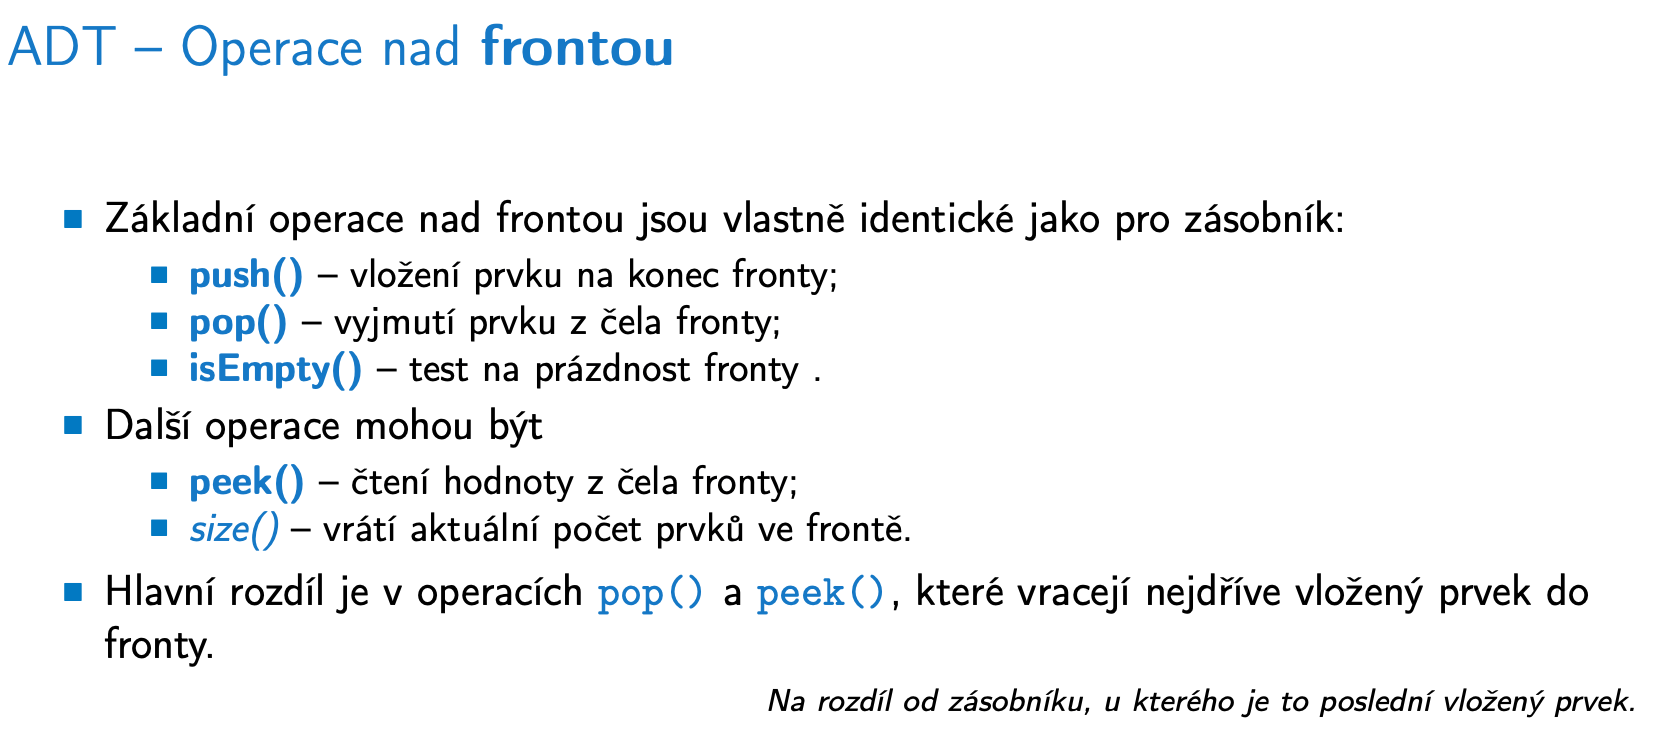 ADT – Operace nad frontou
■ Základní operace nad frontou jsou vlastně identické jako pro zásobník:
■ push() – vložení prvku na konec fronty;
■ pop() – vyjmutí prvku z čela fronty;
■ isEmpty() – test na prázdnost fronty .
■ Další operace mohou být
■ peek() – čtení hodnoty z čela fronty;
■ size() – vrátí aktuální počet prvků ve frontě.
■ Hlavní rozdíl je v operacích pop() a peek(), které vracejí nejdříve vložený prvek do
fronty.
Na rozdíl od zásobníku, u kterého je to poslední vložený prvek.